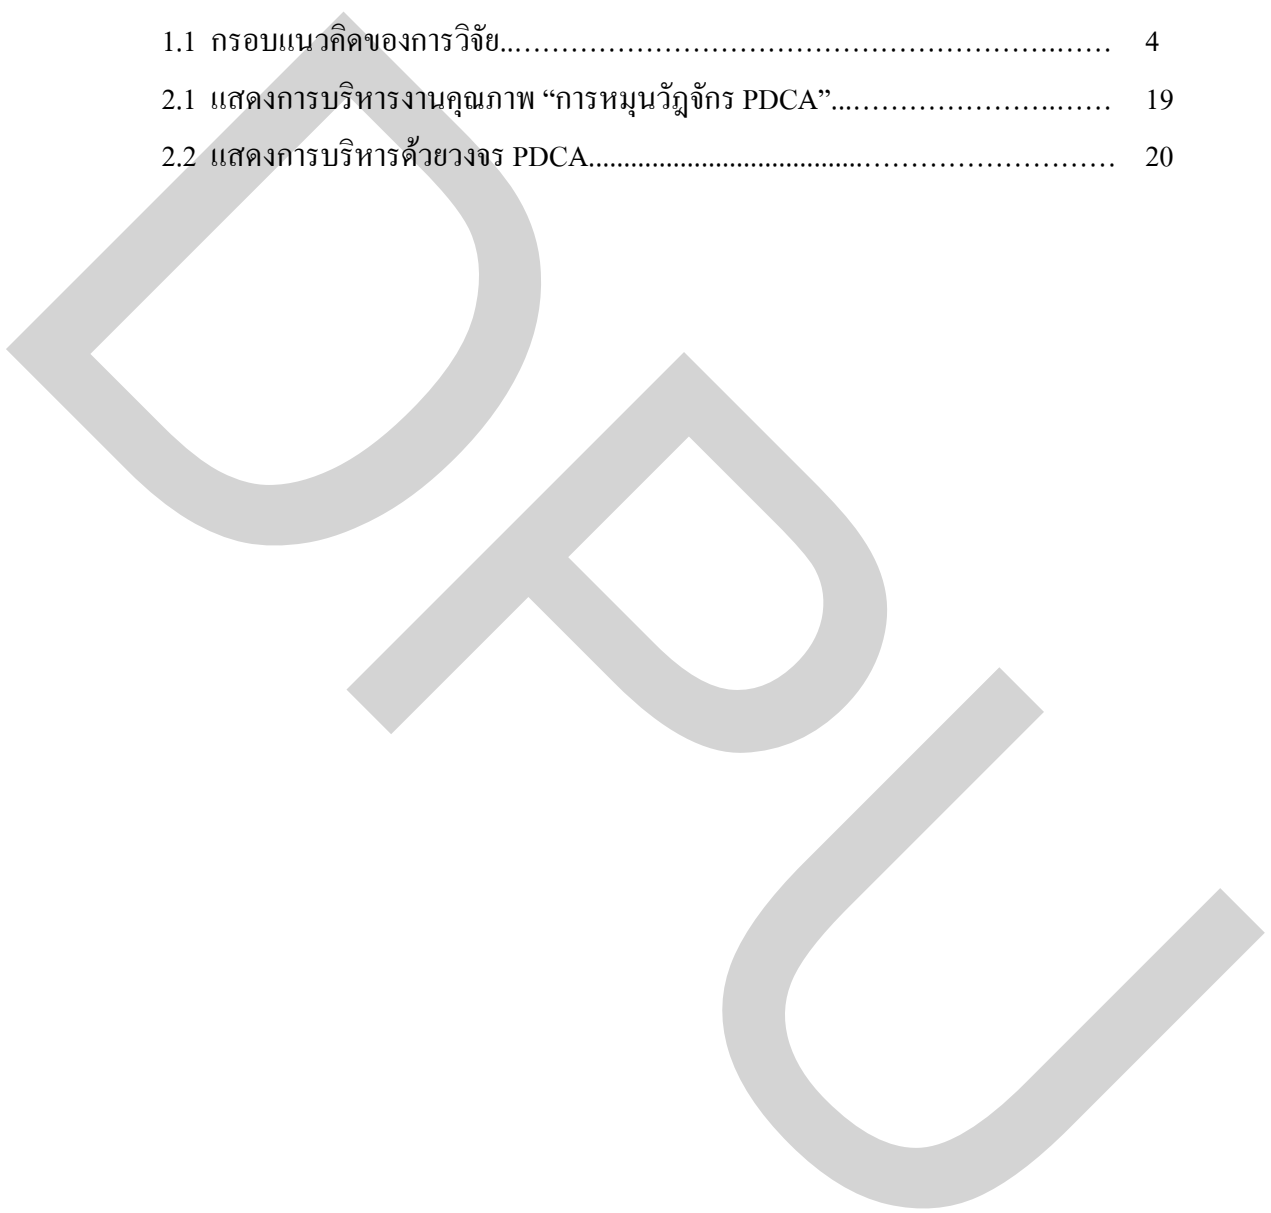 1.1 กรอบแนวคิดของการวิจัย..…………………………………………………….…… 4
2.1 แสดงการบริหารงานคุณภาพ “การหมุนวัฎจักร PDCA”...………………….…… 19
2.2 แสดงการบริหารด้วยวงจร PDCA......................................……………………… 20
DPU